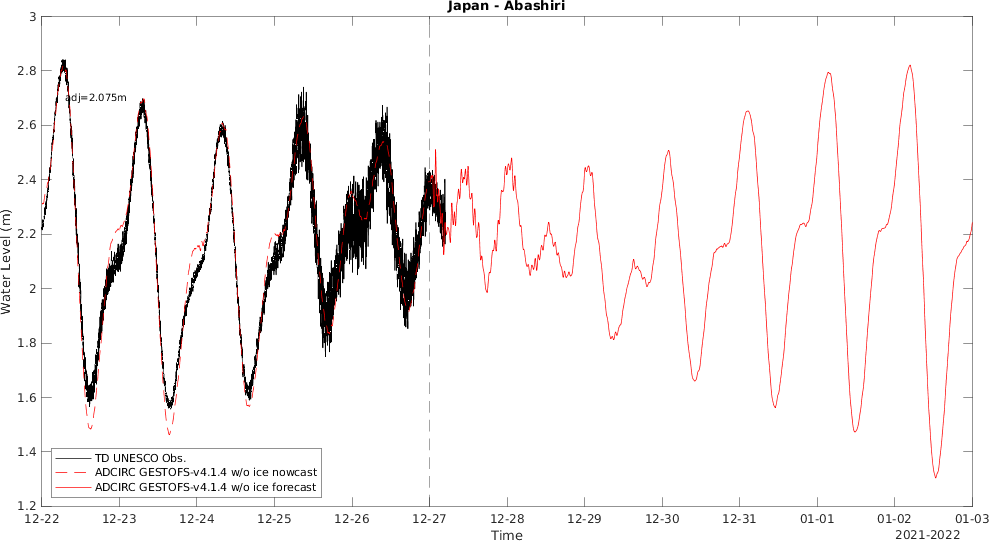 Japan - Abashiri
3
2.8
adj=2.075m
2.6
2.4
2.2
Water Level (m)
2
1.8
1.6
1.4
TD UNESCO Obs.
ADCIRC GESTOFS-v4.1.4 w/o ice nowcast
ADCIRC GESTOFS-v4.1.4 w/o ice forecast
1.2
12-22 12-23 12-24 12-25 12-26 12-27 12-28 12-29 12-30 12-31 01-01 01-02 01-03
Time
2021-2022